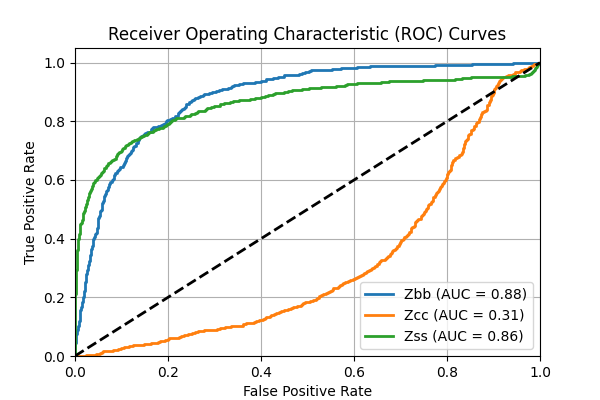 Receiver Operating Characteristic (ROC) Curves
True Positive Rate
1.0
0.8
0.6
0.4
0.2
0.0
Zbb (AUC = 0.88)
Zcc (AUC = 0.31)
Zss (AUC = 0.86)
0.0 0.2 0.4 0.6 0.8 1.0
False Positive Rate